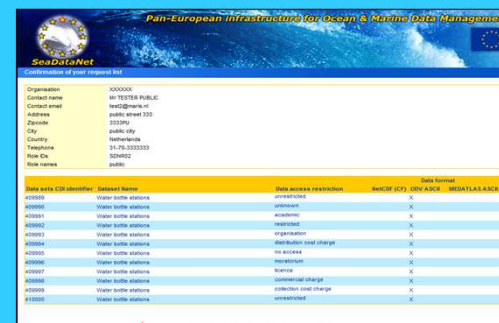 Pan-European infrastructure for Ocean & Marine Data Management
SeaDataNet
Confirmation of your request list
Organisation XXXXXX
Contact name Mr TESTER PUBLIC
Contact email test2@maris.nl
Address public street 333
Zipcode 3333PU
City public city
Country Netherlands
Telephone 31-70-3333333
Role IDs SDNR02
Role names public
Data format
Data sets CDI identifier Dataset Name Data access restriction NetCDF (CF) ODV ASCII MEDATLAS ASCII
409989 Water bottle stations unrestricted X
409990 Water bottle stations unknown X
409991 Water bottle stations academic X
409992 Water bottle stations restricted X
409993 Water bottle stations organisation X
409994 Water bottle stations distribution cost charge X
409995 Water bottle stations no access X
409996 Water bottle stations moratorium X
409997 Water bottle stations licence X
409998 Water bottle stations commercial charge X
409999 Water bottle stations collection cost charge X
410000 Water bottle stations unrestricted X